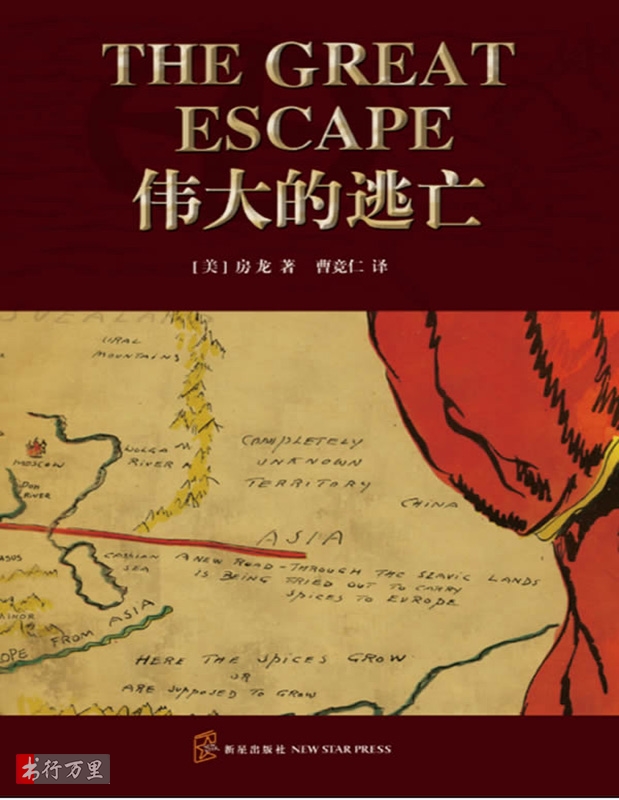 THE GREAT
ESCAPE
伟大的逃亡
[美] 房龙 著 曹竞仁 译
URAL
MOUNTAINS
MOSCOW
WOLGA
RIVER
DON
RIVER
COMPLETELY
UNKNOWN
TERRITORY
CHINA
ASIA
CASPIAN
SEA
A NEW ROAD-THROUGH THE SLAVIC LANDS
IS BEING TRIED OUT TO CARRY
SPICES TO EUROPE
FROM ASIA
HERE THE SPICES GROW
OR
ARE SUPPOSED TO GROW
新星出版社 NEW STAR PRESS
书行万里